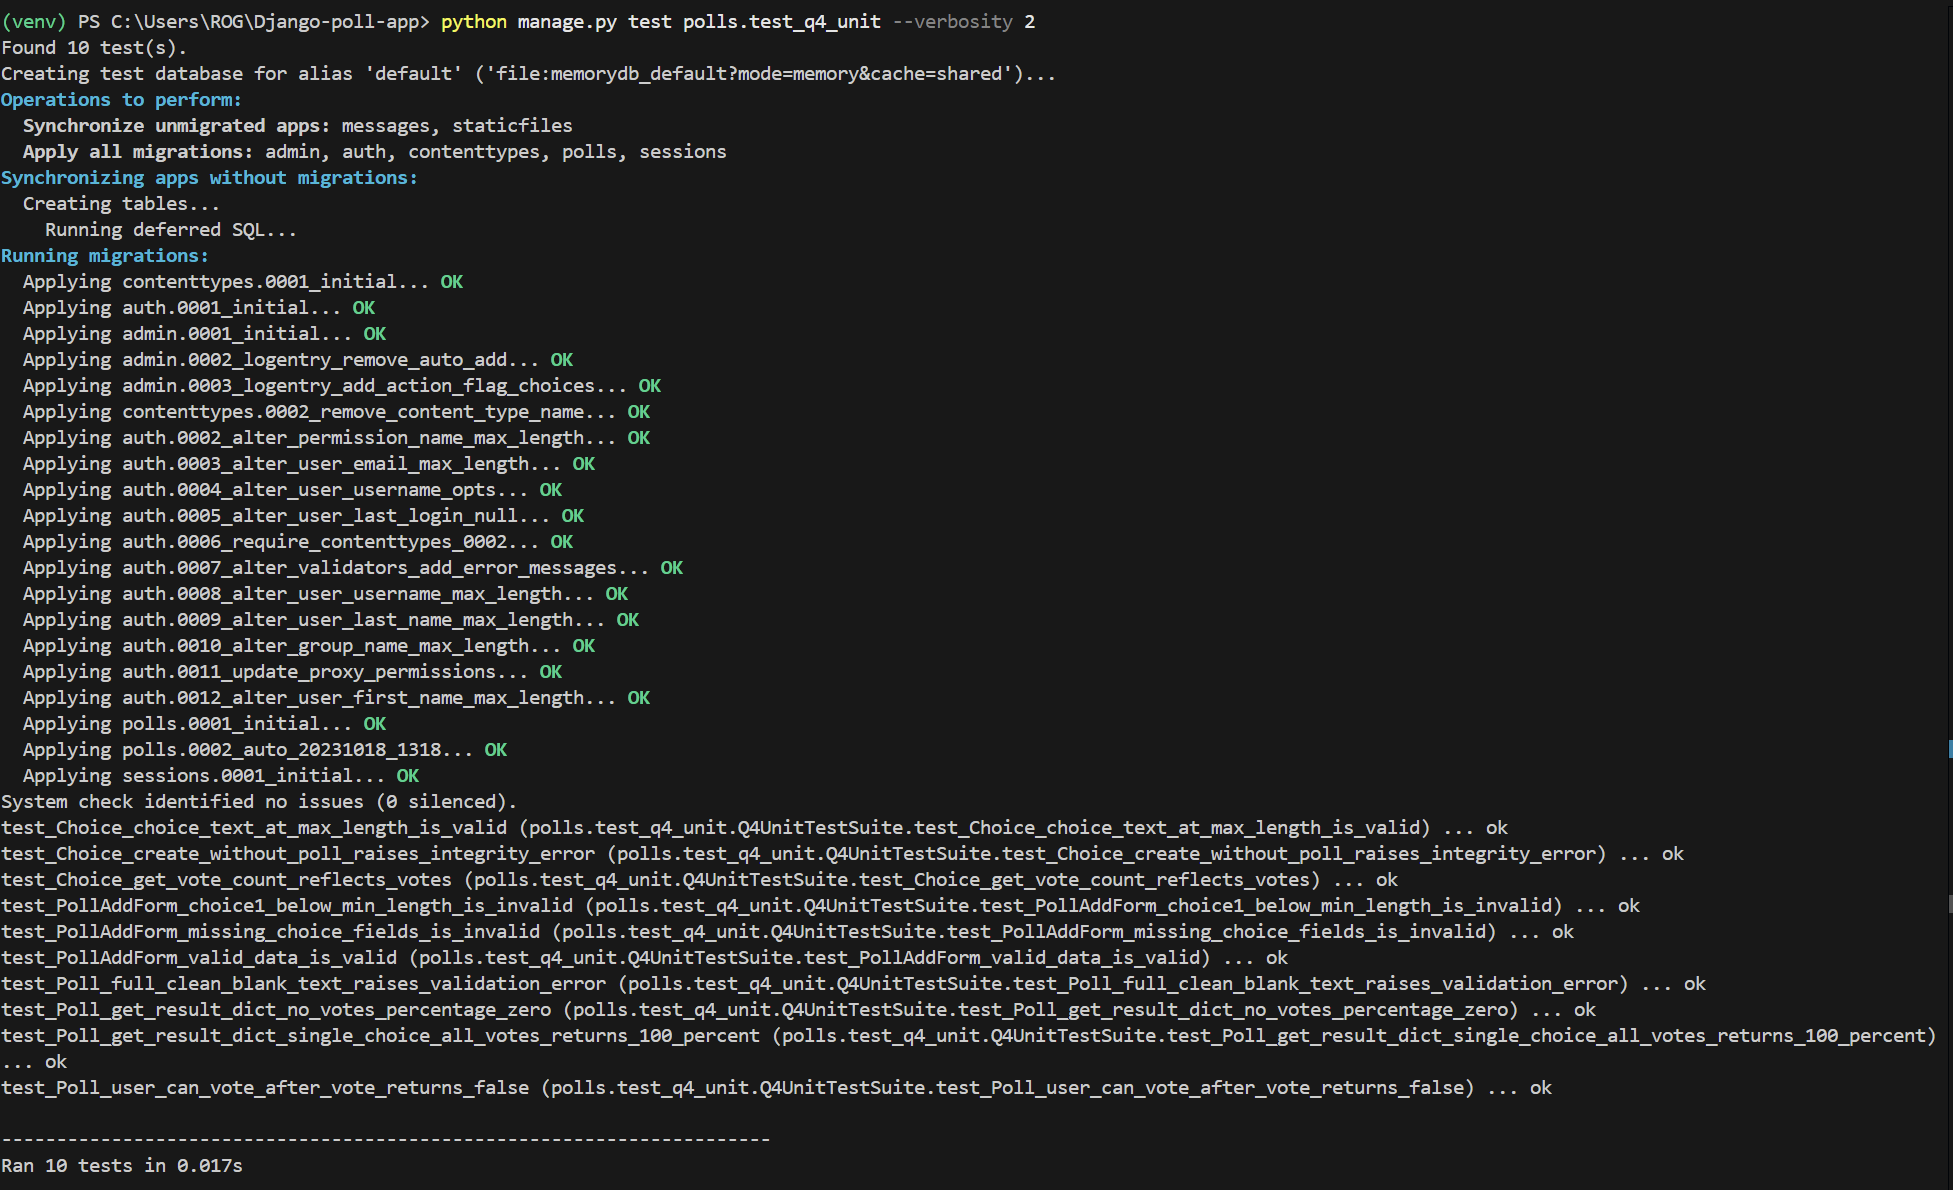 (venv) PS C:\Users\ROG\Django-poll-app> python manage.py test polls.test_q4_unit --verbosity 2
Found 10 test(s).
Creating test database for alias 'default' ('file:memorydb_default?mode=memory&cache=shared')...
Operations to perform:
  Synchronize unmigrated apps: messages, staticfiles
  Apply all migrations: admin, auth, contenttypes, polls, sessions
Synchronizing apps without migrations:
  Creating tables...
    Running deferred SQL...
Running migrations:
  Applying contenttypes.0001_initial... OK
  Applying auth.0001_initial... OK
  Applying admin.0001_initial... OK
  Applying admin.0002_logentry_remove_auto_add... OK
  Applying admin.0003_logentry_add_action_flag_choices... OK
  Applying contenttypes.0002_remove_content_type_name... OK
  Applying auth.0002_alter_permission_name_max_length... OK
  Applying auth.0003_alter_user_email_max_length... OK
  Applying auth.0004_alter_user_username_opts... OK
  Applying auth.0005_alter_user_last_login_null... OK
  Applying auth.0006_require_contenttypes_0002... OK
  Applying auth.0007_alter_validators_add_error_messages... OK
  Applying auth.0008_alter_user_username_max_length... OK
  Applying auth.0009_alter_user_last_name_max_length... OK
  Applying auth.0010_alter_group_name_max_length... OK
  Applying auth.0011_update_proxy_permissions... OK
  Applying auth.0012_alter_user_first_name_max_length... OK
  Applying polls.0001_initial... OK
  Applying polls.0002_auto_20231018_1318... OK
  Applying sessions.0001_initial... OK
System check identified no issues (0 silenced).
test_Choice_choice_text_at_max_length_is_valid (polls.test_q4_unit.Q4UnitTestSuite.test_Choice_choice_text_at_max_length_is_valid) ... ok
test_Choice_create_without_poll_raises_integrity_error (polls.test_q4_unit.Q4UnitTestSuite.test_Choice_create_without_poll_raises_integrity_error) ... ok
test_Choice_get_vote_count_reflects_votes (polls.test_q4_unit.Q4UnitTestSuite.test_Choice_get_vote_count_reflects_votes) ... ok
test_PollAddForm_choice1_below_min_length_is_invalid (polls.test_q4_unit.Q4UnitTestSuite.test_PollAddForm_choice1_below_min_length_is_invalid) ... ok
test_PollAddForm_missing_choice_fields_is_invalid (polls.test_q4_unit.Q4UnitTestSuite.test_PollAddForm_missing_choice_fields_is_invalid) ... ok
test_PollAddForm_valid_data_is_valid (polls.test_q4_unit.Q4UnitTestSuite.test_PollAddForm_valid_data_is_valid) ... ok
test_Poll_full_clean_blank_text_raises_validation_error (polls.test_q4_unit.Q4UnitTestSuite.test_Poll_full_clean_blank_text_raises_validation_error) ... ok
test_Poll_get_result_dict_no_votes_percentage_zero (polls.test_q4_unit.Q4UnitTestSuite.test_Poll_get_result_dict_no_votes_percentage_zero) ... ok
test_Poll_get_result_dict_single_choice_all_votes_returns_100_percent (polls.test_q4_unit.Q4UnitTestSuite.test_Poll_get_result_dict_single_choice_all_votes_returns_100_percent)
... ok
test_Poll_user_can_vote_after_vote_returns_false (polls.test_q4_unit.Q4UnitTestSuite.test_Poll_user_can_vote_after_vote_returns_false) ... ok
----------------------------------------------------------------------
Ran 10 tests in 0.017s